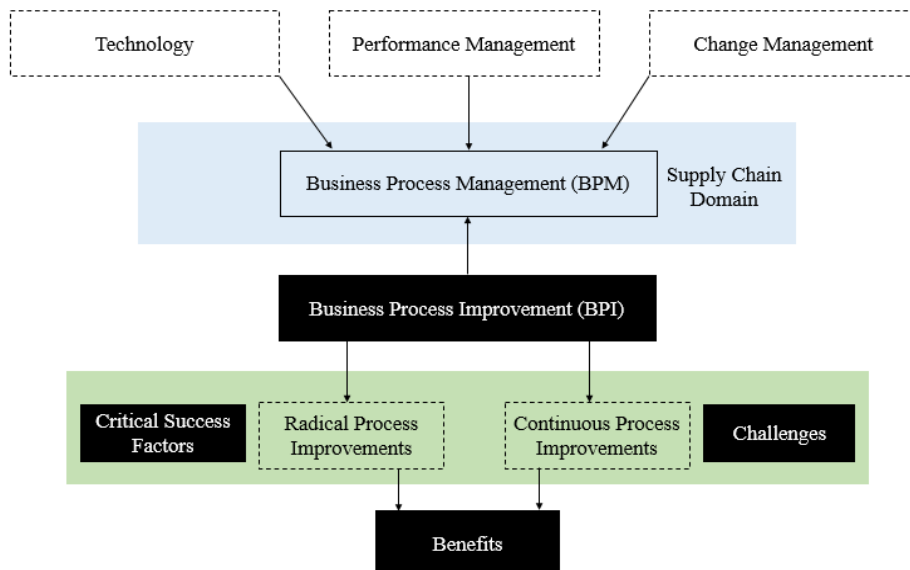 Technology
Performance Management
Change Management
Business Process Management (BPM)
Supply Chain
Domain
Business Process Improvement (BPI)
Critical Success
Factors
Radical Process
Improvements
Continuous Process
Improvements
Challenges
Benefits